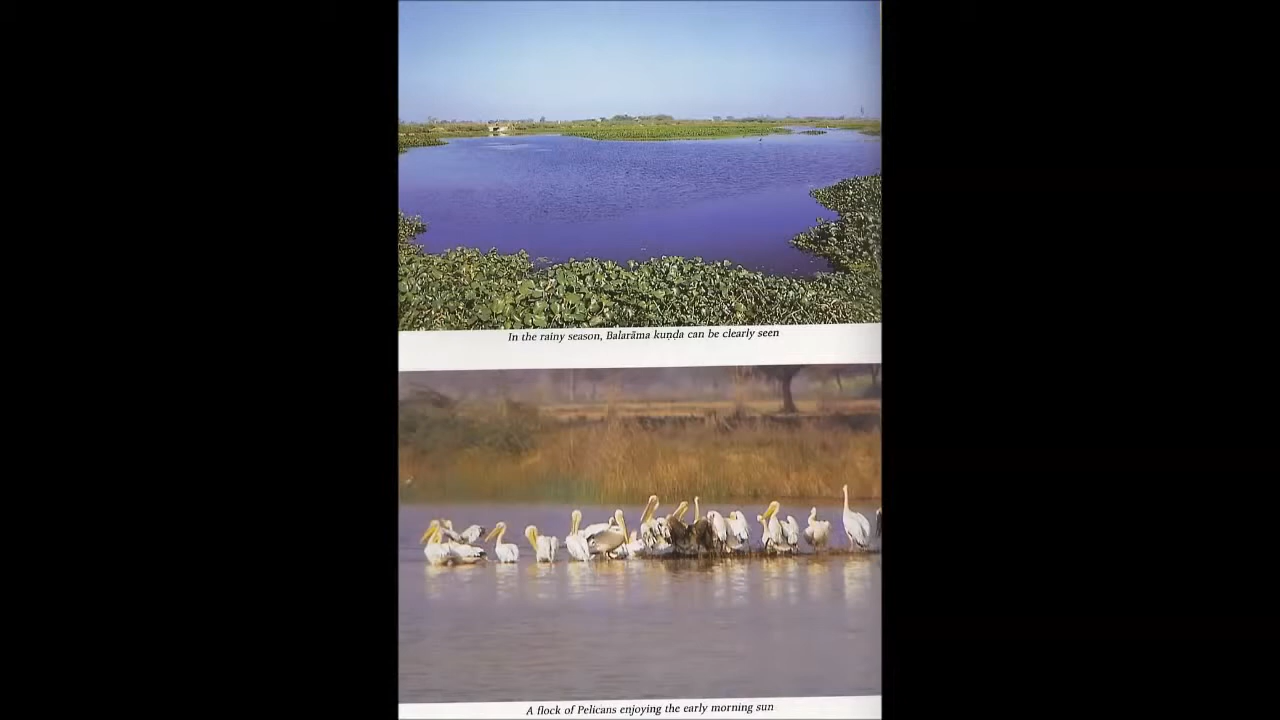 In the rainy season, Balarāma kuṇḍa can be clearly seen
A flock of Pelicans enjoying the early morning sun